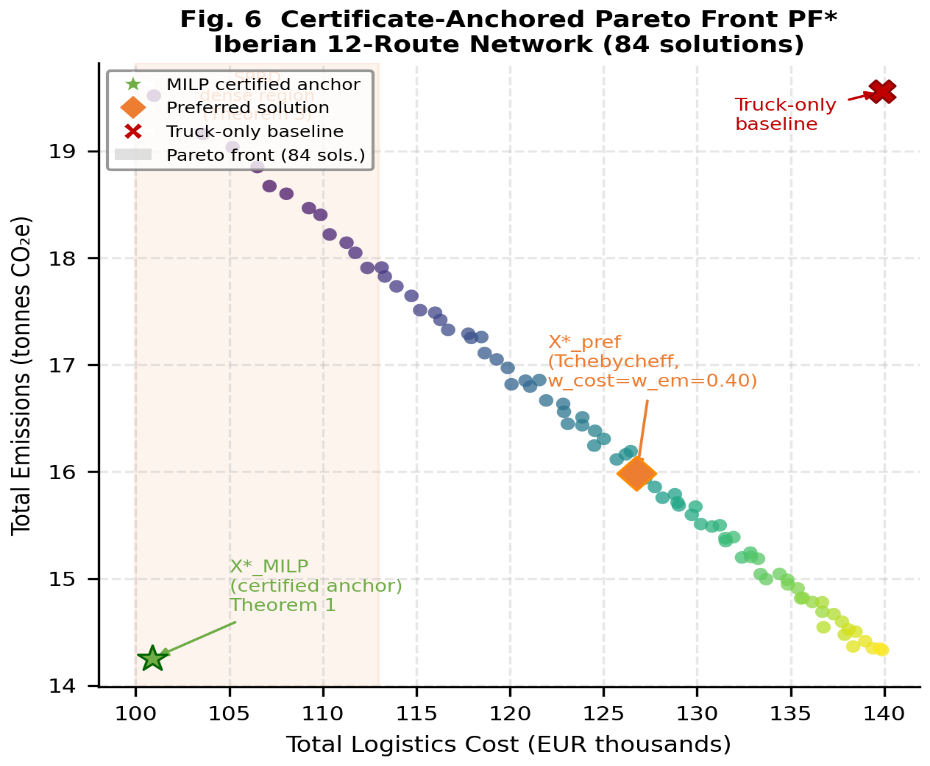 Fig. 6  Certificate-Anchored Pareto Front PF*
Iberian 12-Route Network (84 solutions)
MILP certified anchor
Preferred solution
Truck-only baseline
Pareto front (84 sols.)
Truck-only
baseline
X*_pref
(Tchebycheff,
w_cost=w_em=0.40)
X*_MILP
(certified anchor)
Theorem 1
Total Emissions (tonnes CO₂e)
19
18
17
16
15
14
100 105 110 115 120 125 130 135 140
Total Logistics Cost (EUR thousands)